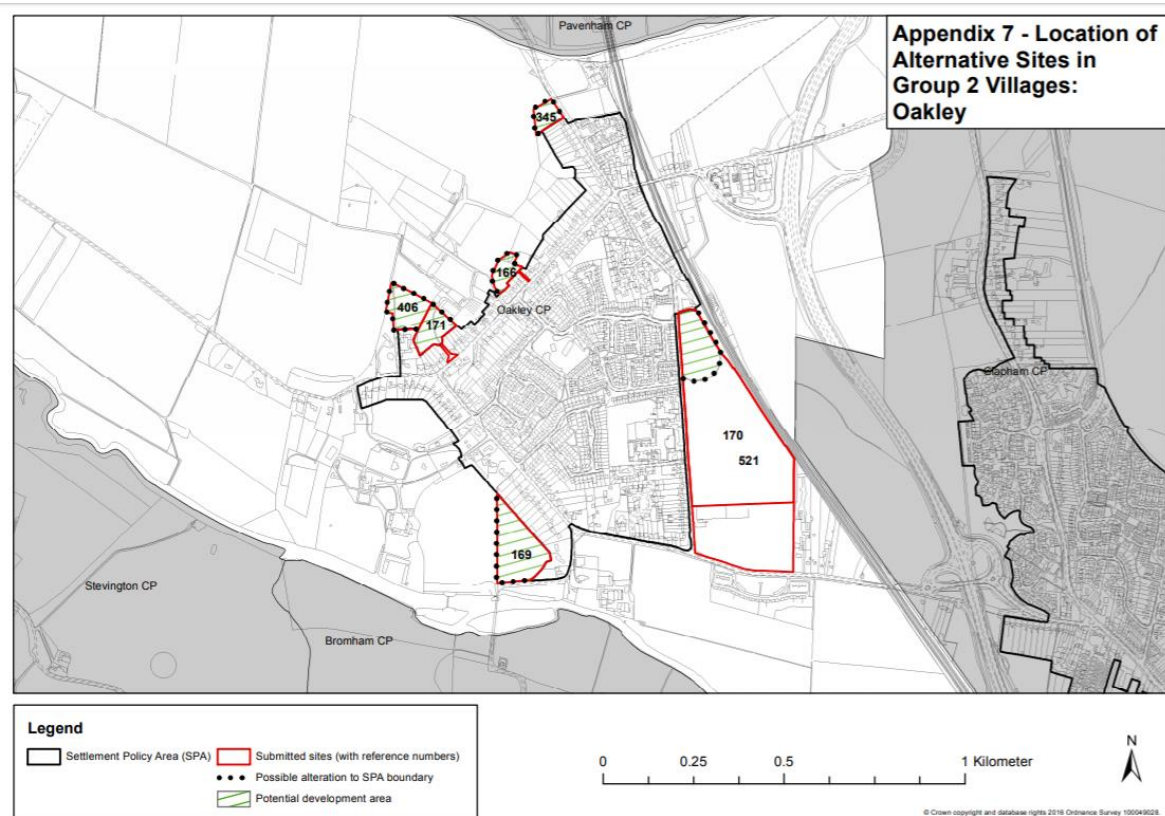 Appendix 7 - Location of
Alternative Sites in
Group 2 Villages:
Oakley
Pavenham CP
345
166
Oakley CP
406
171
Clapham CP
170
521
169
Stevington CP
Bromham CP
Legend
Settlement Policy Area (SPA)
Submitted sites (with reference numbers)
Possible alteration to SPA boundary
Potential development area
0 0.25 0.5 1 Kilometer
N
© Crown copyright and database rights 2016 Ordnance Survey 100049028.